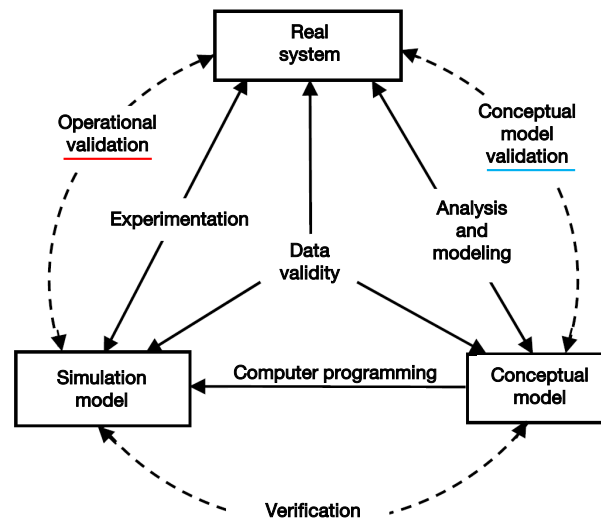 Real
system
Operational
validation
Conceptual
model
validation
Experimentation
Analysis
and
modeling
Data
validity
Simulation
model
Computer programming
Conceptual
model
Verification